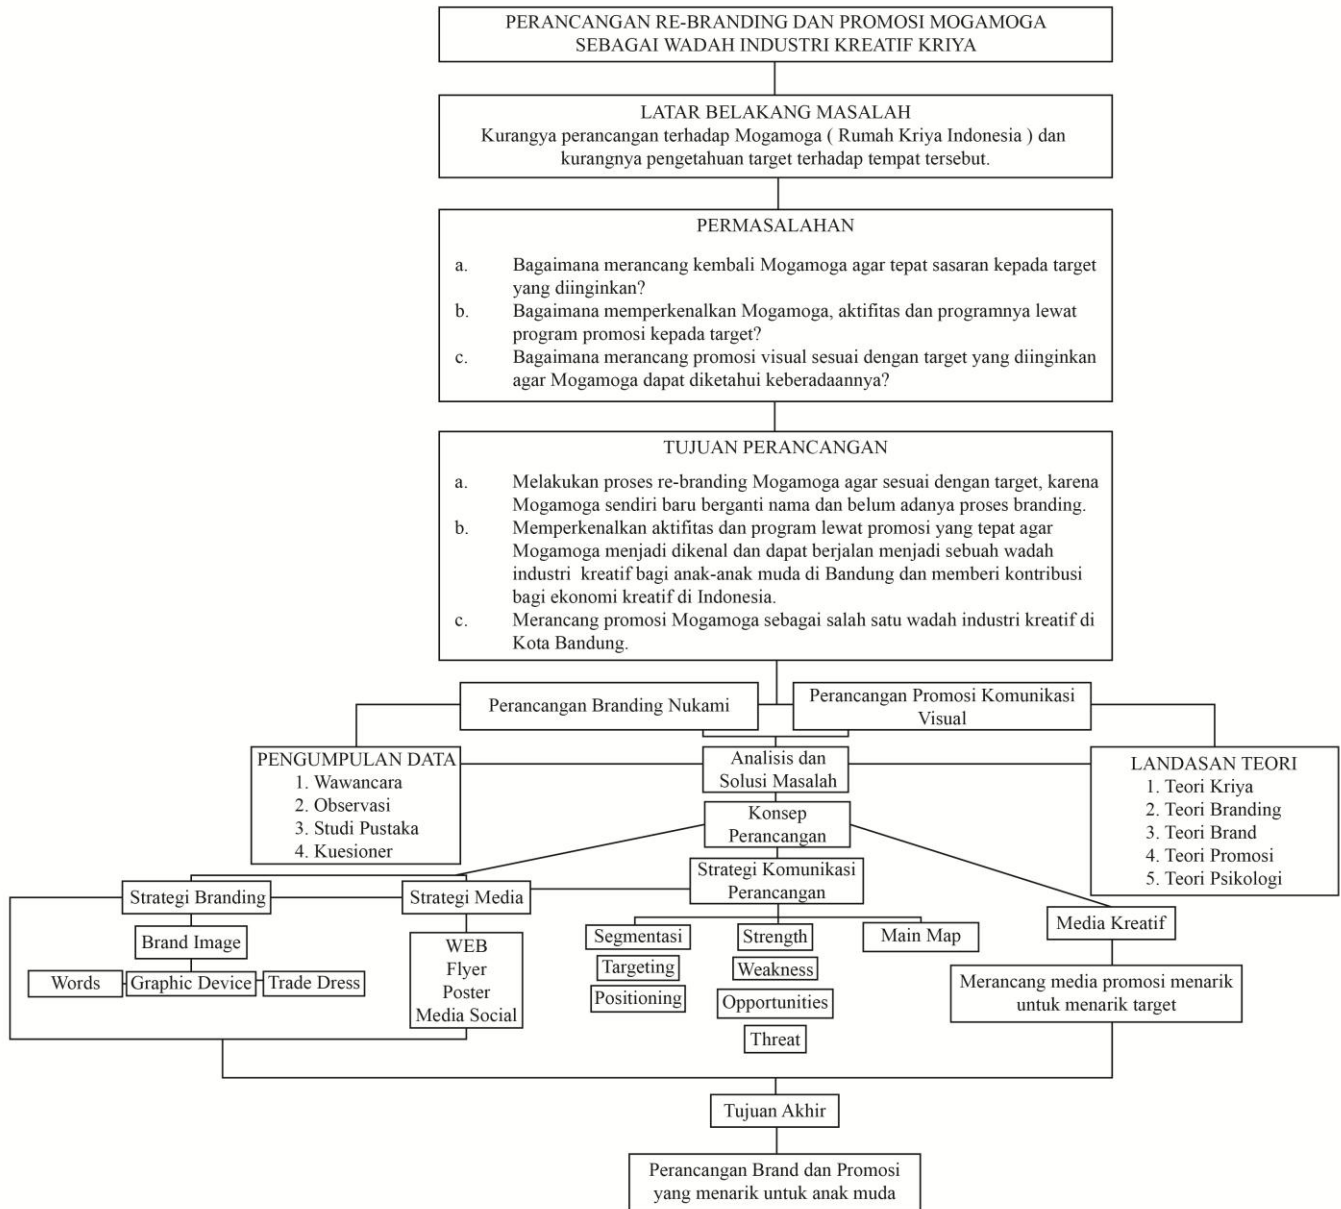 PERANCANGAN RE-BRANDING DAN PROMOSI MOGAMOGA
SEBAGAI WADAH INDUSTRI KREATIF KRIYA
LATAR BELAKANG MASALAH
Kurangya perancangan terhadap Mogamoga ( Rumah Kriya Indonesia ) dan
kurangnya pengetahuan target terhadap tempat tersebut.
PERMASALAHAN
a. Bagaimana merancang kembali Mogamoga agar tepat sasaran kepada target
yang diinginkan?
b. Bagaimana memperkenalkan Mogamoga, aktifitas dan programnya lewat
program promosi kepada target?
c. Bagaimana merancang promosi visual sesuai dengan target yang diinginkan
agar Mogamoga dapat diketahui keberadaannya?
TUJUAN PERANCANGAN
a. Melakukan proses re-branding Mogamoga agar sesuai dengan target, karena
Mogamoga sendiri baru berganti nama dan belum adanya proses branding.
b. Memperkenalkan aktifitas dan program lewat promosi yang tepat agar
Mogamoga menjadi dikenal dan dapat berjalan menjadi sebuah wadah
industri kreatif bagi anak-anak muda di Bandung dan memberi kontribusi
bagi ekonomi kreatif di Indonesia.
c. Merancang promosi Mogamoga sebagai salah satu wadah industri kreatif di
Kota Bandung.
Perancangan Branding Nukami
Perancangan Promosi Komunikasi
Visual
PENGUMPULAN DATA
1. Wawancara
2. Observasi
3. Studi Pustaka
4. Kuesioner
Analisis dan
Solusi Masalah
LANDASAN TEORI
1. Teori Kriya
2. Teori Branding
3. Teori Brand
4. Teori Promosi
5. Teori Psikologi
Konsep
Perancangan
Strategi Komunikasi
Perancangan
Strategi Branding
Strategi Media
Brand Image
Words
Graphic Device
Trade Dress
WEB
Flyer
Poster
Media Social
Segmentasi
Targeting
Positioning
Strength
Weakness
Opportunities
Threat
Main Map
Media Kreatif
Merancang media promosi menarik
untuk menarik target
Tujuan Akhir
Perancangan Brand dan Promosi
yang menarik untuk anak muda